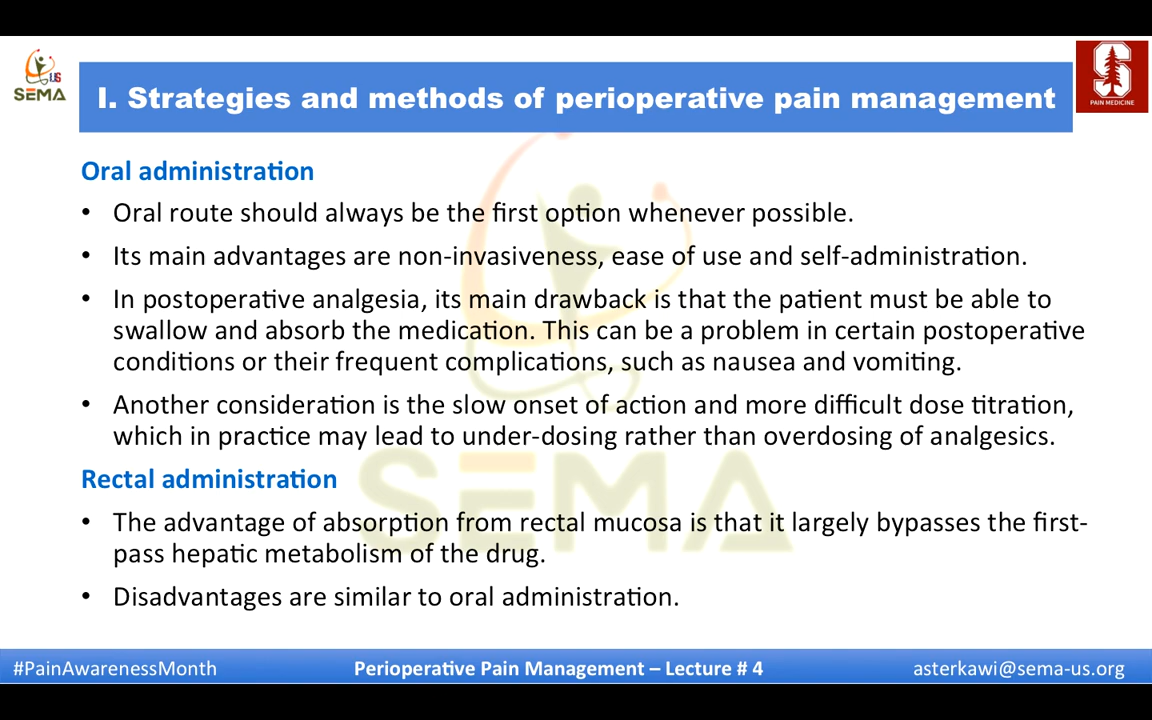 US
SEMA
I. Strategies and methods of perioperative pain management
S
PAIN MEDICINE
Oral administration
• Oral route should always be the first option whenever possible.
• Its main advantages are non-invasiveness, ease of use and self-administration.
• In postoperative analgesia, its main drawback is that the patient must be able to
swallow and absorb the medication. This can be a problem in certain postoperative
conditions or their frequent complications, such as nausea and vomiting.
• Another consideration is the slow onset of action and more difficult dose titration,
which in practice may lead to under-dosing rather than overdosing of analgesics.
Rectal administration
• The advantage of absorption from rectal mucosa is that it largely bypasses the first-
pass hepatic metabolism of the drug.
• Disadvantages are similar to oral administration.
SEMA
#PainAwarenessMonth
Perioperative Pain Management – Lecture # 4
asterkawi@sema-us.org